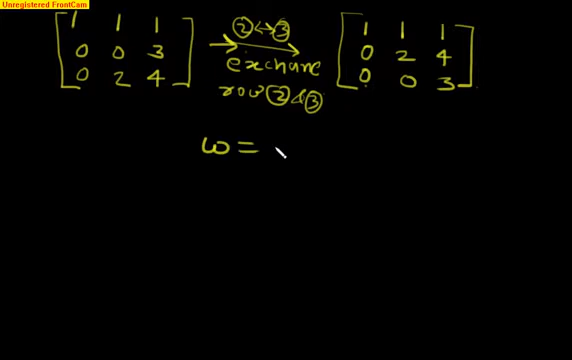 Unregistered FrontCam
1 1 1 ②↔③ 1 1 1
0 0 3 → 0 2 4
0 2 4 exchare 0 0 3
row ② & ③
ω =